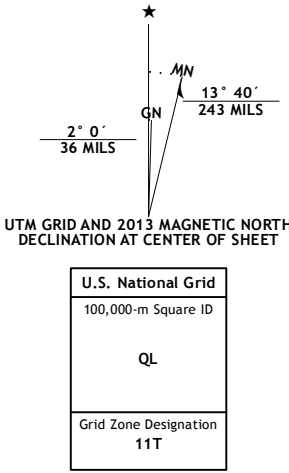 ★
MN
GN
13° 40´
243 MILS
2° 0´
36 MILS
UTM GRID AND 2013 MAGNETIC NORTH
DECLINATION AT CENTER OF SHEET
U.S. National Grid
100,000-m Square ID
QL
Grid Zone Designation
11T